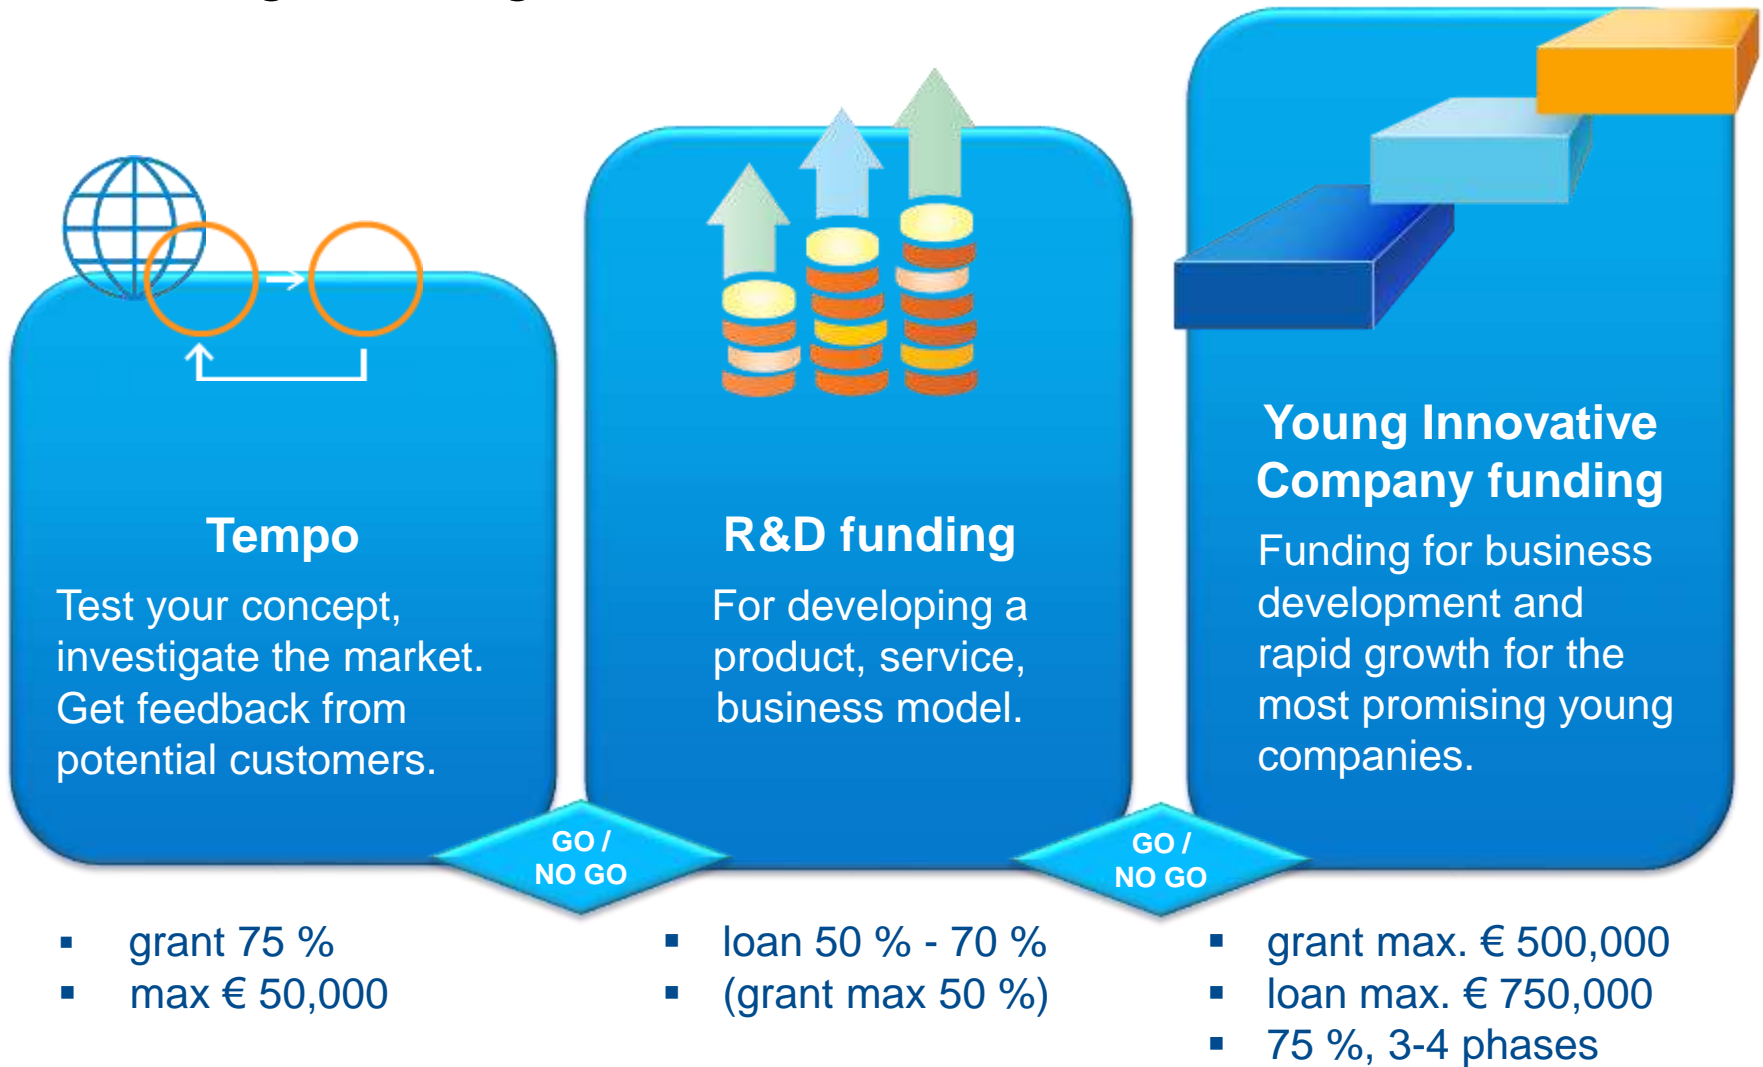 Tempo
Test your concept,
investigate the market.
Get feedback from
potential customers.
R&D funding
For developing a
product, service,
business model.
Young Innovative
Company funding
Funding for business
development and
rapid growth for the
most promising young
companies.
GO /
NO GO
GO /
NO GO
▪ grant 75 %
▪ max € 50,000
▪ loan 50 % - 70 %
▪ (grant max 50 %)
▪ grant max. € 500,000
▪ loan max. € 750,000
▪ 75 %, 3-4 phases